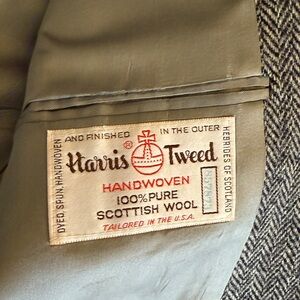 DYED, SPUN, HANDWOVEN
AND FINISHED IN THE OUTER
HEBRIDES OF SCOTLAND
Harris Tweed
®
HANDWOVEN
100% PURE
SCOTTISH WOOL
TAILORED IN THE U.S.A.